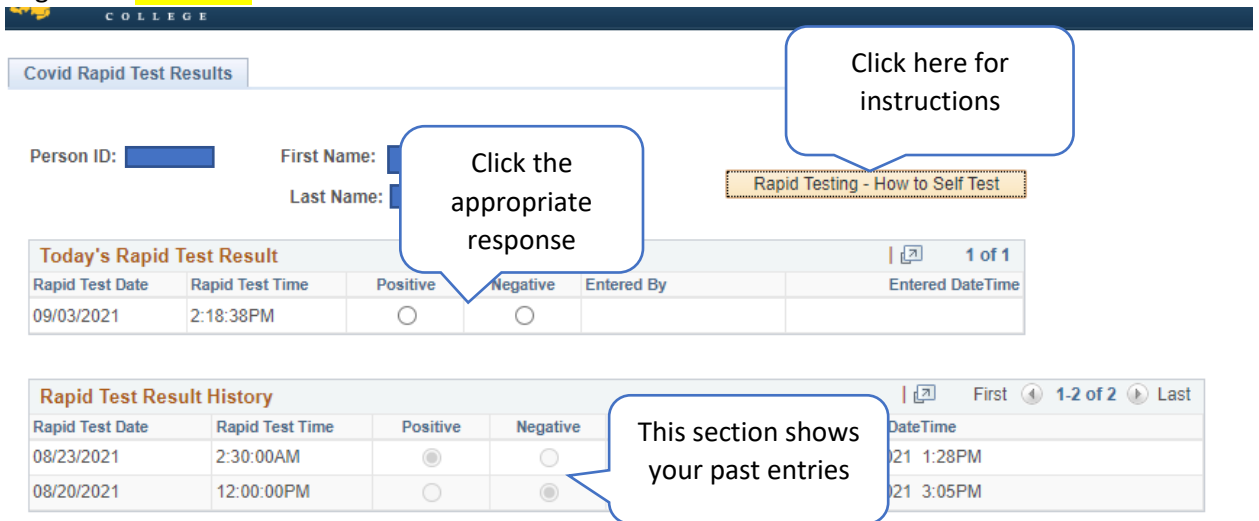 COLLEGE
Click here for
instructions
Covid Rapid Test Results
Person ID: First Name:
Click the
appropriate
response
Last Name:
Rapid Testing - How to Self Test
Today's Rapid Test Result 1 of 1
Rapid Test Date Rapid Test Time Positive Negative Entered By Entered DateTime
09/03/2021 2:18:38PM
Rapid Test Result History First 1-2 of 2 Last
Rapid Test Date Rapid Test Time Positive Negative DateTime
This section shows
your past entries
08/23/2021 2:30:00AM 1:28PM
08/20/2021 12:00:00PM 3:05PM